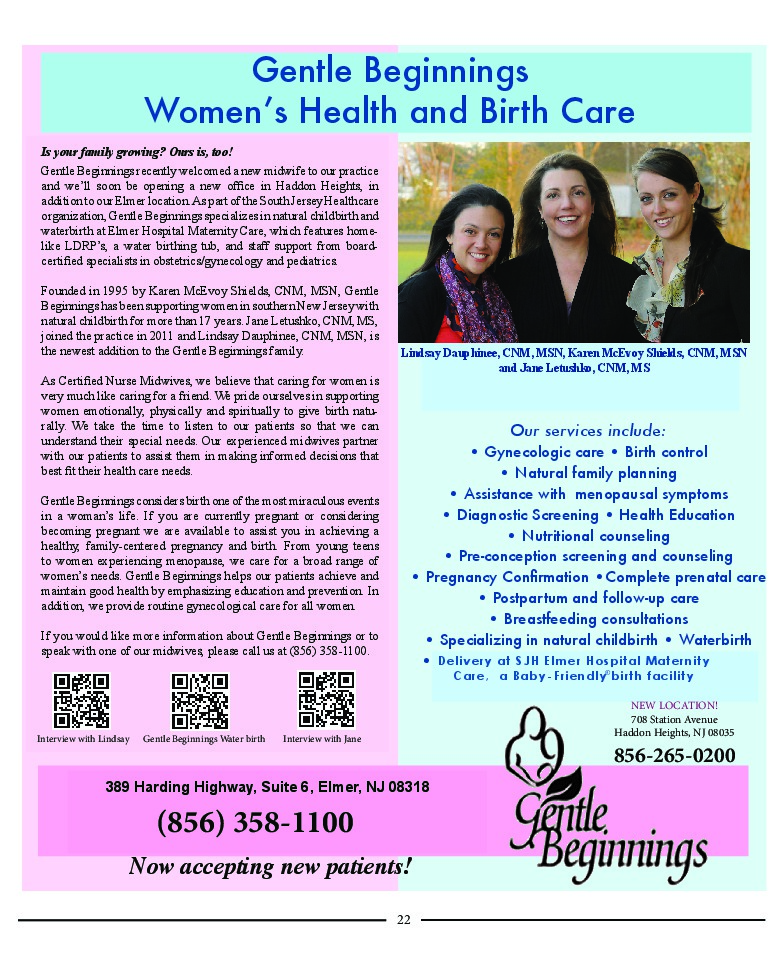 Gentle Beginnings
Women's Health and Birth Care
Is your family growing? Ours is, too!
Gentle Beginnings recently welcomed a new midwife to our practice
and we'll soon be opening a new office in Haddon Heights, in
addition to our Elmer location. As part of the South Jersey Healthcare
organization, Gentle Beginnings specializes in natural childbirth and
waterbirth at Elmer Hospital Maternity Care, which features home-
like LDRP's, a water birthing tub, and staff support from board-
certified specialists in obstetrics/gynecology and pediatrics.
Founded in 1995 by Karen McEvoy Shields, CNM, MSN, Gentle
Beginnings has been supporting women in southern New Jersey with
natural childbirth for more than 17 years. Jane Letushko, CNM, MS,
joined the practice in 2011 and Lindsay Dauphinee, CNM, MSN, is
the newest addition to the Gentle Beginnings family.
As Certified Nurse Midwives, we believe that caring for women is
very much like caring for a friend. We pride ourselves in supporting
women emotionally, physically and spiritually to give birth natu-
rally. We take the time to listen to our patients so that we can
understand their special needs. Our experienced midwives partner
with our patients to assist them in making informed decisions that
best fit their health care needs.
Gentle Beginnings considers birth one of the most miraculous events
in a woman's life. If you are currently pregnant or considering
becoming pregnant we are available to assist you in achieving a
healthy, family-centered pregnancy and birth. From young teens
to women experiencing menopause, we care for a broad range of
women's needs. Gentle Beginnings helps our patients achieve and
maintain good health by emphasizing education and prevention. In
addition, we provide routine gynecological care for all women.
If you would like more information about Gentle Beginnings or to
speak with one of our midwives, please call us at (856) 358-1100.
Interview with Lindsay
Gentle Beginnings Water birth
Interview with Jane
Lindsay Dauphinee, CNM, MSN, Karen McEvoy Shields, CNM, MSN
and Jane Letushko, CNM, MS
Our services include:
• Gynecologic care • Birth control
• Natural family planning
• Assistance with menopausal symptoms
• Diagnostic Screening • Health Education
• Nutritional counseling
• Pre-conception screening and counseling
• Pregnancy Confirmation •Complete prenatal care
• Postpartum and follow-up care
• Breastfeeding consultations
• Specializing in natural childbirth • Waterbirth
• Delivery at SJH Elmer Hospital Maternity
Care, a Baby-Friendly® birth facility
NEW LOCATION!
708 Station Avenue
Haddon Heights, NJ 08035
856-265-0200
389 Harding Highway, Suite 6, Elmer, NJ 08318
(856) 358-1100
Now accepting new patients!
Gentle
Beginnings
22